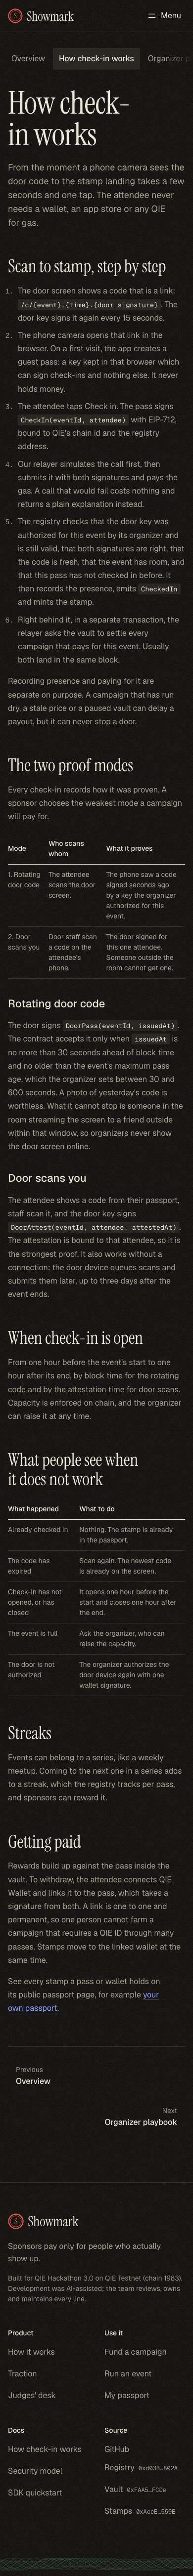 Showmark
Menu
Overview
How check-in works
Organizer p
How check-
in works
From the moment a phone camera sees the
door code to the stamp landing takes a few
seconds and one tap. The attendee never
needs a wallet, an app store or any QIE
for gas.
Scan to stamp, step by step
1. The door screen shows a code that is a link:
/c/{event}.{time}.{door signature}. The
door key signs it again every 15 seconds.
2. The phone camera opens that link in the
browser. On a first visit, the app creates a
guest pass: a key kept in that browser which
can sign check-ins and nothing else. It never
holds money.
3. The attendee taps Check in. The pass signs
CheckIn(eventId, attendee) with EIP-712,
bound to QIE's chain id and the registry
address.
4. Our relayer simulates the call first, then
submits it with both signatures and pays the
gas. A call that would fail costs nothing and
returns a plain explanation instead.
5. The registry checks that the door key was
authorized for this event by its organizer and
is still valid, that both signatures are right, that
the code is fresh, that the event has room, and
that this pass has not checked in before. It
then records the presence, emits CheckedIn
and mints the stamp.
6. Right behind it, in a separate transaction, the
relayer asks the vault to settle every
campaign that pays for this event. Usually
both land in the same block.
Recording presence and paying for it are
separate on purpose. A campaign that has run
dry, a stale price or a paused vault can delay a
payout, but it can never stop a door.
The two proof modes
Every check-in records how it was proven. A
sponsor chooses the weakest mode a campaign
will pay for.
Mode
Who scans
whom
What it proves
1. Rotating
door code
The attendee
scans the door
screen.
The phone saw a code
signed seconds ago
by a key the organizer
authorized for this
event.
2. Door
scans you
Door staff scan
a code on the
attendee's
phone.
The door signed for
this one attendee.
Someone outside the
room cannot get one.
Rotating door code
The door signs DoorPass(eventId, issuedAt).
The contract accepts it only when issuedAt is
no more than 30 seconds ahead of block time
and no older than the event's maximum pass
age, which the organizer sets between 30 and
600 seconds. A photo of yesterday's code is
worthless. What it cannot stop is someone in the
room streaming the screen to a friend outside
within that window, so organizers never show
the door screen online.
Door scans you
The attendee shows a code from their passport,
staff scan it, and the door key signs
DoorAttest(eventId, attendee, attestedAt).
The attestation is bound to that attendee, so it is
the strongest proof. It also works without a
connection: the door device queues scans and
submits them later, up to three days after the
event ends.
When check-in is open
From one hour before the event's start to one
hour after its end, by block time for the rotating
code and by the attestation time for door scans.
Capacity is enforced on chain, and the organizer
can raise it at any time.
What people see when
it does not work
What happened
What to do
Already checked in
Nothing. The stamp is already
in the passport.
The code has
expired
Scan again. The newest code
is already on the screen.
Check-in has not
opened, or has
closed
It opens one hour before the
start and closes one hour after
the end.
The event is full
Ask the organizer, who can
raise the capacity.
The door is not
authorized
The organizer authorizes the
door device again with one
wallet signature.
Streaks
Events can belong to a series, like a weekly
meetup. Coming to the next one in a series adds
to a streak, which the registry tracks per pass,
and sponsors can reward it.
Getting paid
Rewards build up against the pass inside the
vault. To withdraw, the attendee connects QIE
Wallet and links it to the pass, which takes a
signature from both. A link is one to one and
permanent, so one person cannot farm a
campaign that requires a QIE ID through many
passes. Stamps move to the linked wallet at the
same time.
See every stamp a pass or wallet holds on
its public passport page, for example your
own passport.
Previous
Overview
Next
Organizer playbook
Showmark
Sponsors pay only for people who actually
show up.
Built for QIE Hackathon 3.0 on QIE Testnet (chain 1983).
Development was AI-assisted; the team reviews, owns
and maintains every line.
Product
Use it
How it works
Fund a campaign
Traction
Run an event
Judges' desk
My passport
Docs
Source
How check-in works
GitHub
Security model
Registry 0xd038…802A
SDK quickstart
Vault 0xFAA5…FCDe
Stamps 0xAceE…559E